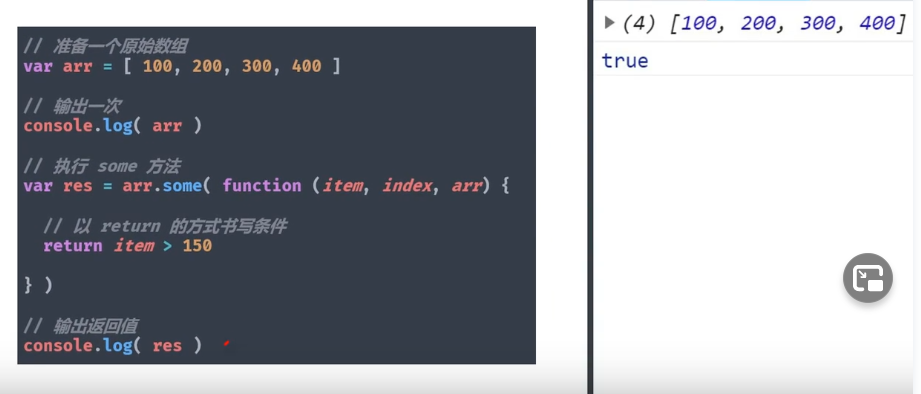 // 准备一个原始数组
var arr = [ 100, 200, 300, 400 ]
// 输出一次
console.log( arr )
// 执行 some 方法
var res = arr.some( function (item, index, arr) {
// 以 return 的方式书写条件
return item > 150
} )
// 输出返回值
console.log( res )
(4) [100, 200, 300, 400]
true